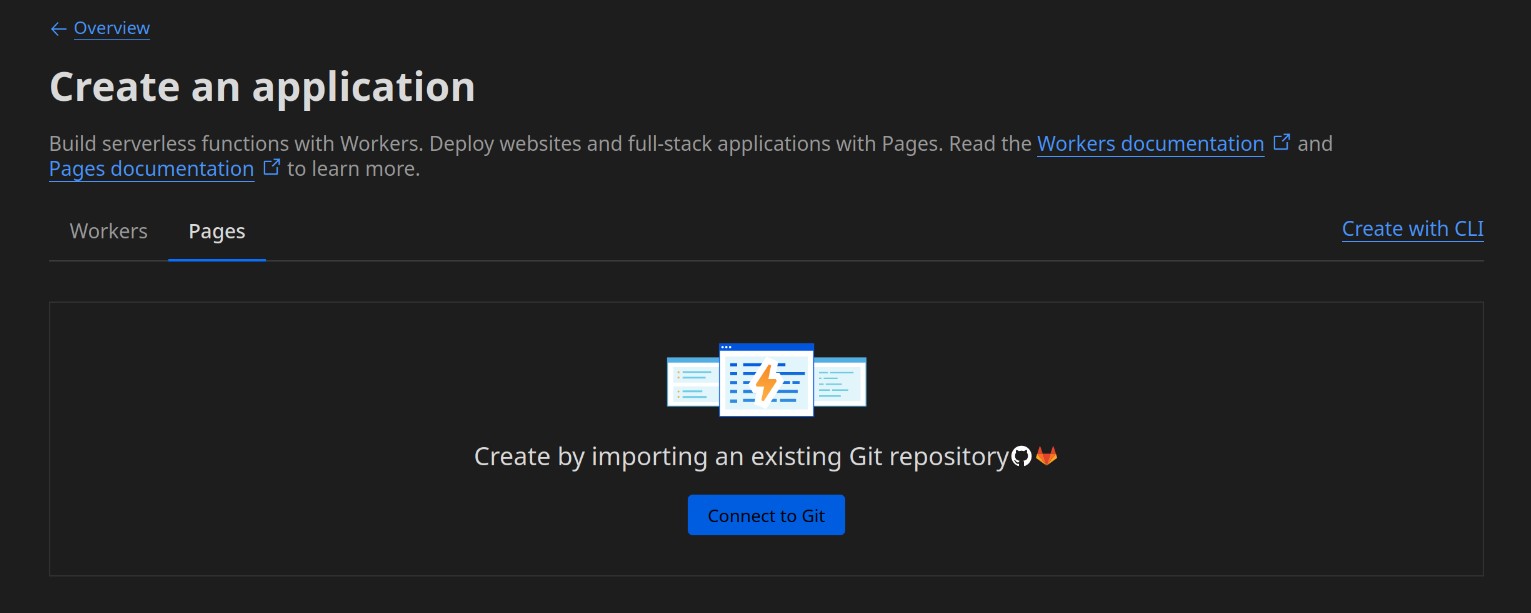 Overview
Create an application
Build serverless functions with Workers. Deploy websites and full-stack applications with Pages. Read the Workers documentation and
Pages documentation to learn more.
Workers Pages Create with CLI
Create by importing an existing Git repository
Connect to Git